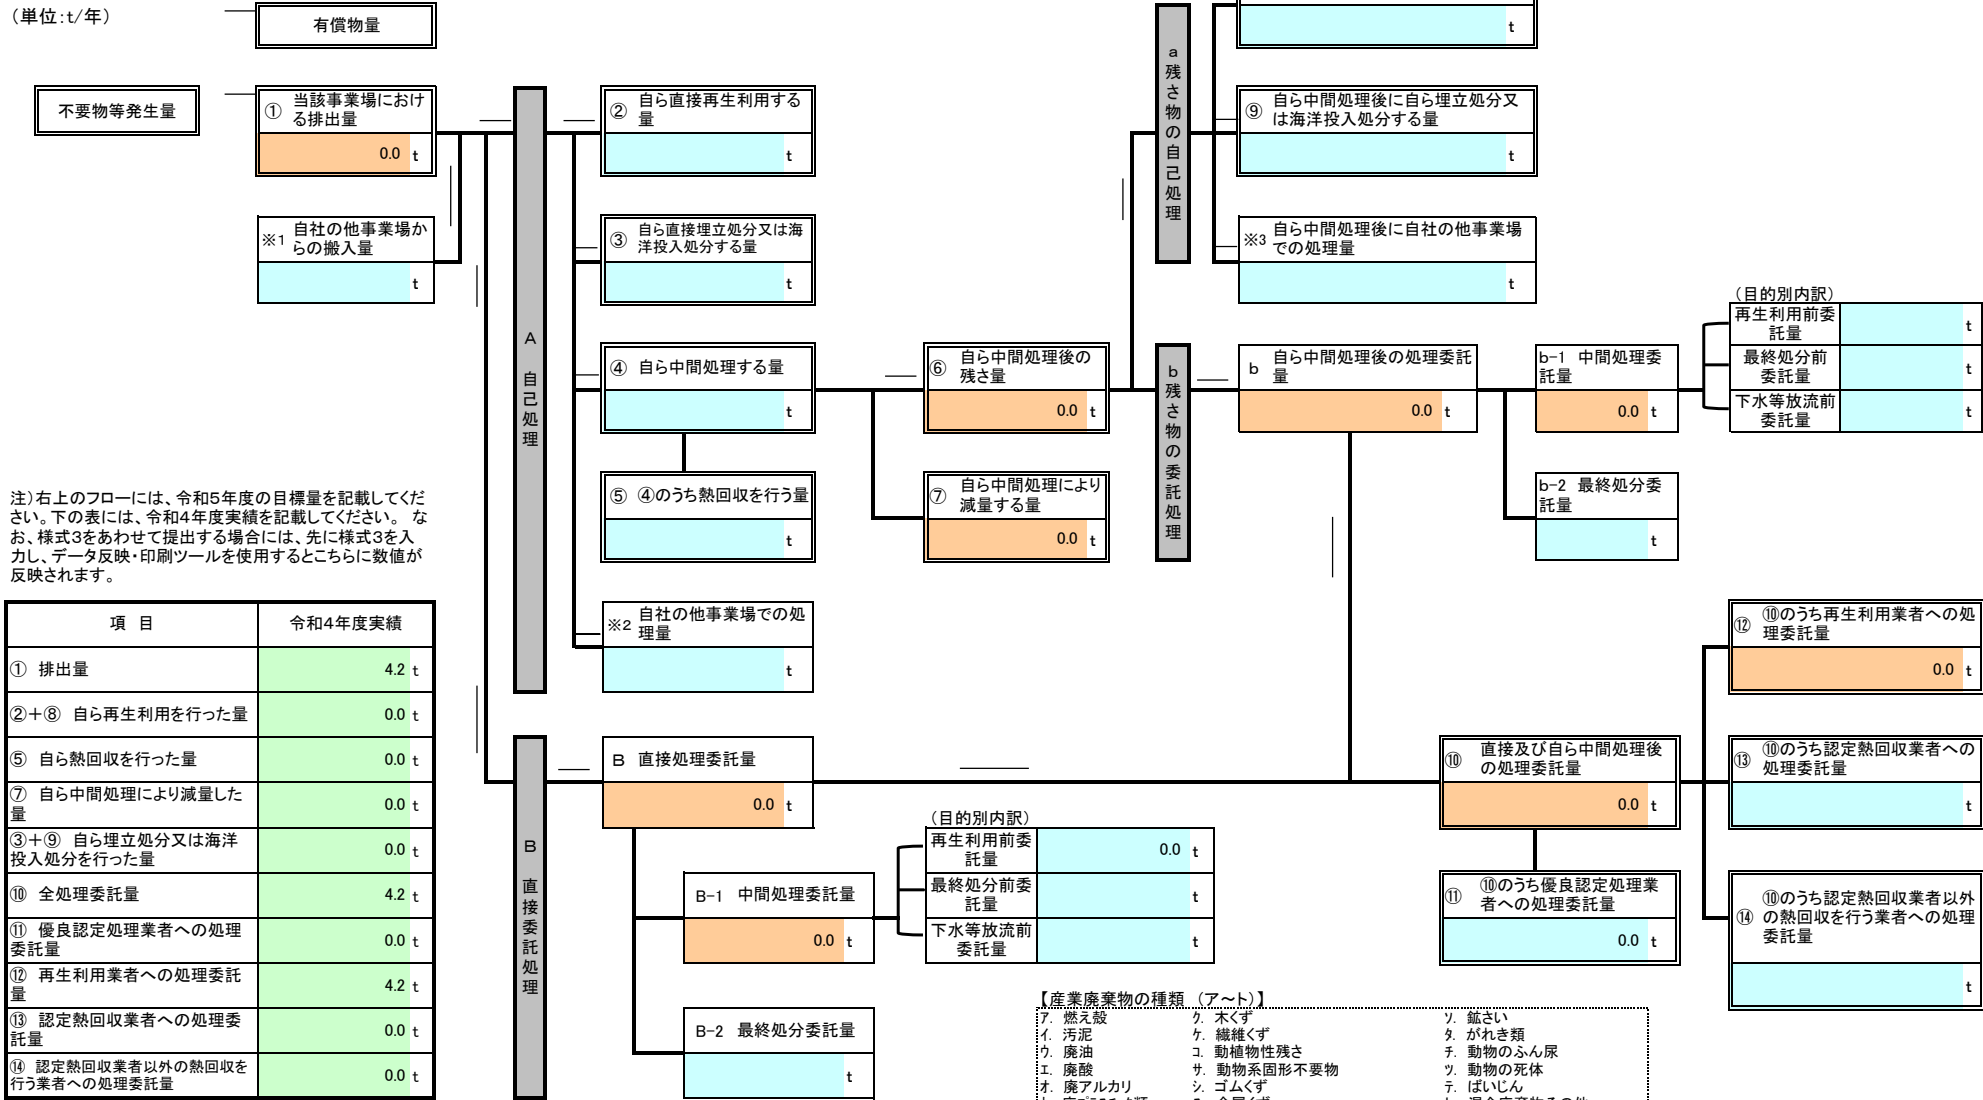 （単位：t/年）
有償物量
t
不要物等発生量
① 当該事業場におけ
る排出量
0.0 t
※1 自社の他事業場か
らの搬入量
t
A 自己処理
② 自ら直接再生利用する
量
t
③ 自ら直接埋立処分又は海
洋投入処分する量
t
④ 自ら中間処理する量
t
⑤ ④のうち熱回収を行う量
t
※2 自社の他事業場での処
理量
t
⑥ 自ら中間処理後の
残さ量
0.0 t
⑦ 自ら中間処理により
減量する量
0.0 t
a 残さ物の自己処理
⑨ 自ら中間処理後に自ら埋立処分又
は海洋投入処分する量
t
※3 自ら中間処理後に自社の他事業場
での処理量
t
b 残さ物の委託処理
b 自ら中間処理後の処理委託
量
0.0 t
b-1 中間処理委
託量
0.0 t
b-2 最終処分委
託量
t
（目的別内訳）
再生利用前委
託量
t
最終処分前
委託量
t
下水等放流前
委託量
t
注）右上のフローには、令和5年度の目標量を記載してくだ
さい。下の表には、令和4年度実績を記載してください。 な
お、様式3をあわせて提出する場合には、先に様式3を入
力し、データ反映・印刷ツールを使用するとこちらに数値が
反映されます。
項 目 令和4年度実績
① 排出量 4.2 t
②＋⑧ 自ら再生利用を行った量 0.0 t
⑤ 自ら熱回収を行った量 0.0 t
⑦ 自ら中間処理により減量した
量 0.0 t
③＋⑨ 自ら埋立処分又は海洋
投入処分を行った量 0.0 t
⑩ 全処理委託量 4.2 t
⑪ 優良認定処理業者への処理
委託量 0.0 t
⑫ 再生利用業者への処理委託
量 4.2 t
⑬ 認定熱回収業者への処理委
託量 0.0 t
⑭ 認定熱回収業者以外の熱回収を
行う業者への処理委託量 0.0 t
B 直接委託処理
B 直接処理委託量
0.0 t
B-1 中間処理委託量
0.0 t
B-2 最終処分委託量
t
（目的別内訳）
再生利用前委
託量
0.0 t
最終処分前委
託量
t
下水等放流前
委託量
t
⑩ 直接及び自ら中間処理後
の処理委託量
0.0 t
⑪ ⑩のうち優良認定処理業
者への処理委託量
0.0 t
⑫ ⑩のうち再生利用業者への処
理委託量
0.0 t
⑬ ⑩のうち認定熱回収業者への
処理委託量
t
⑭ ⑩のうち認定熱回収業者以外
の熱回収を行う業者への処理
委託量
t
【産業廃棄物の種類 （ア～ト）】
ア. 燃え殻 ク. 木くず ソ. 鉱さい
イ. 汚泥 ケ. 繊維くず タ. がれき類
ウ. 廃油 コ. 動植物性残さ チ. 動物のふん尿
エ. 廃酸 サ. 動物系固形不要物 ツ. 動物の死体
オ. 廃アルカリ シ. ゴムくず テ. ばいじん